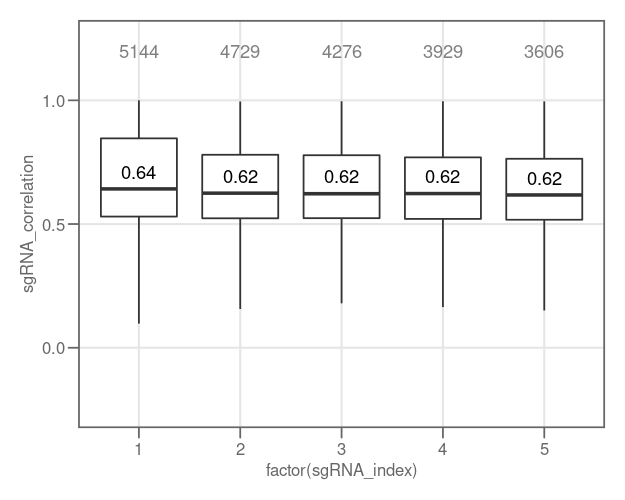 5144 4729 4276 3929 3606
1.0
0.64 0.62 0.62 0.62 0.62
0.5
0.0
sgRNA_correlation
1 2 3 4 5
factor(sgRNA_index)